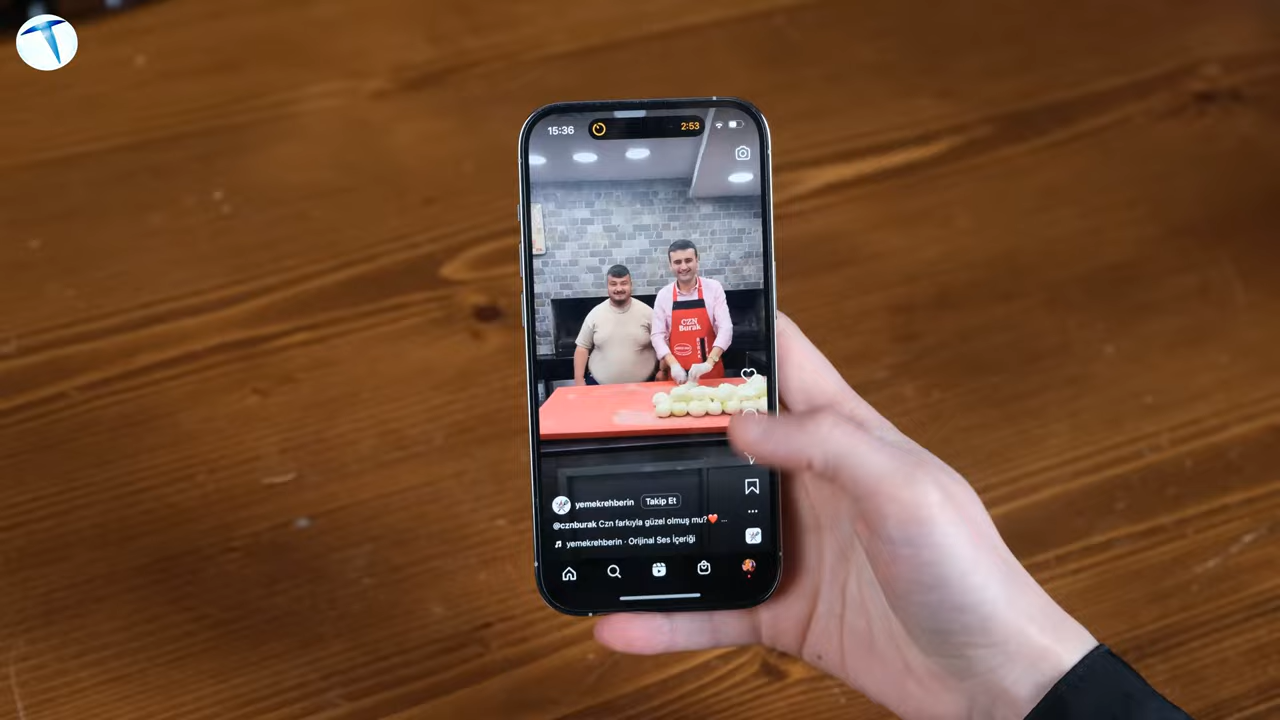 15:36
2:53
CZN
Burak
yemekrehberin Takip Et
@cznburak Czn farkıyla güzel olmuş mu?❤️ ...
yemekrehberin · Orijinal Ses İçeriği